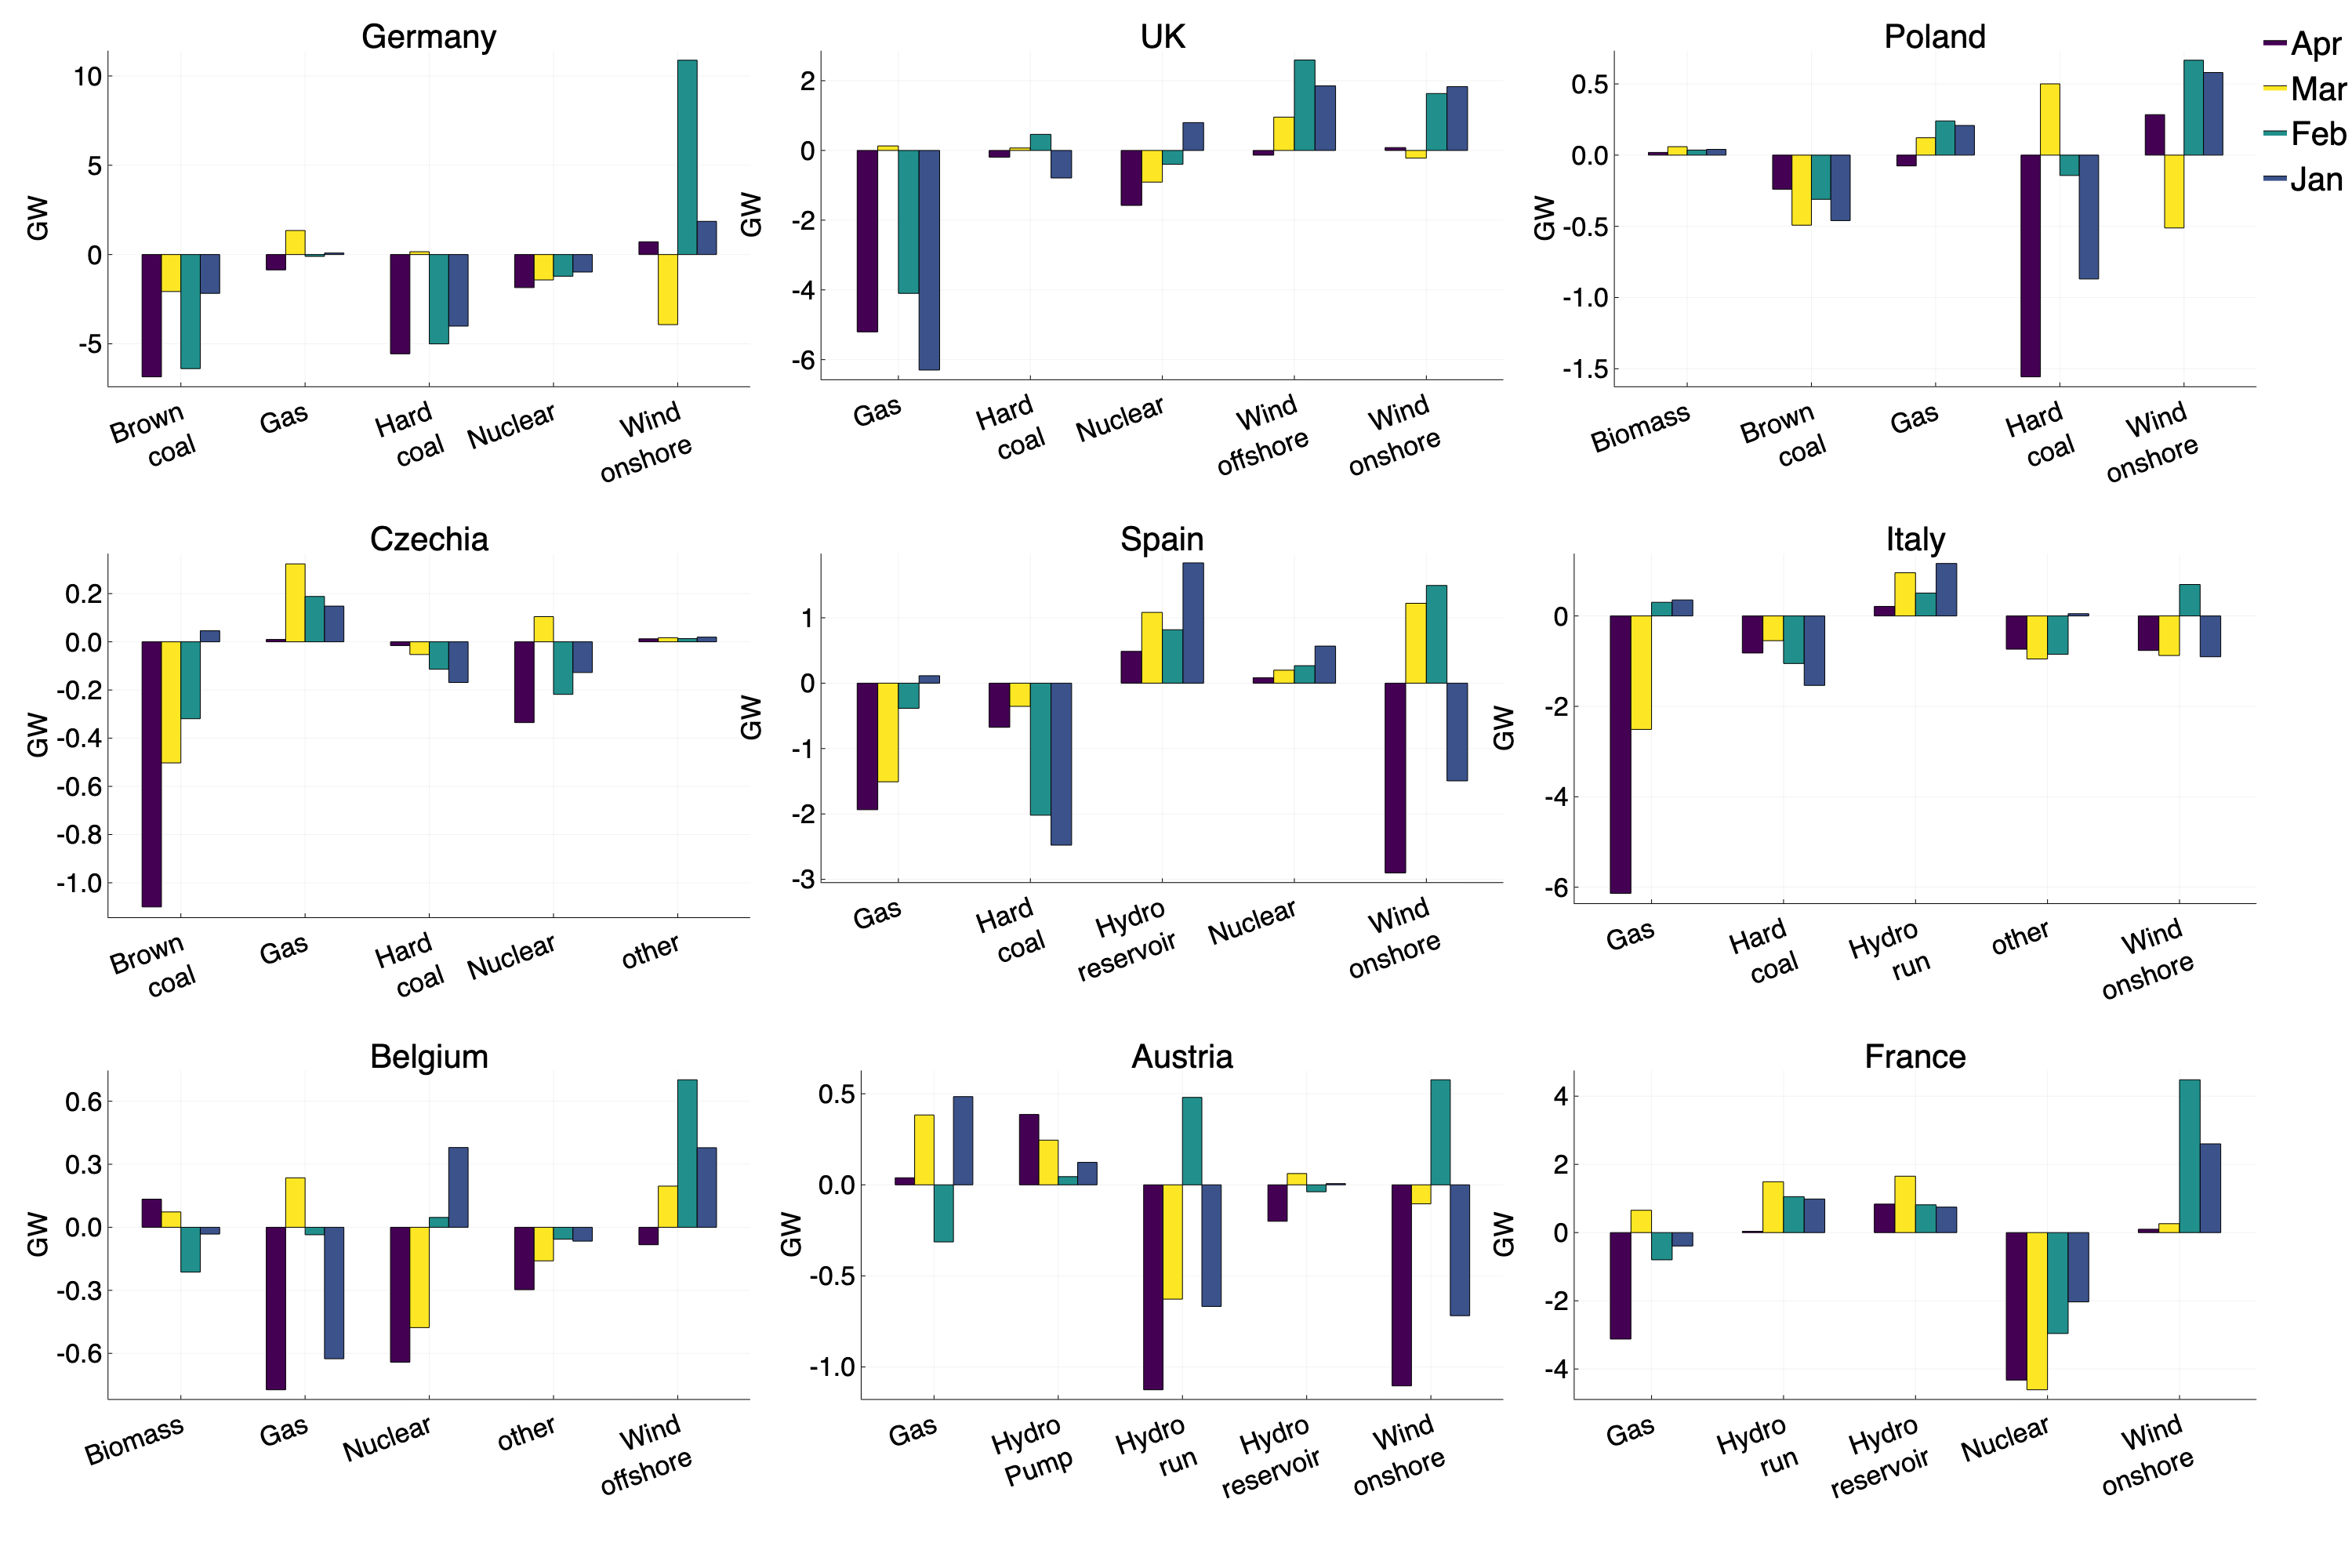 Germany
GW
10
5
0
-5
Brown
coal
Gas
Hard
coal
Nuclear
Wind
onshore
UK
GW
2
0
-2
-4
-6
Gas
Hard
coal
Nuclear
Wind
offshore
Wind
onshore
Poland
GW
0.5
0.0
-0.5
-1.0
-1.5
Biomass
Brown
coal
Gas
Hard
coal
Wind
onshore
Apr
Mar
Feb
Jan
Czechia
GW
0.2
0.0
-0.2
-0.4
-0.6
-0.8
-1.0
Brown
coal
Gas
Hard
coal
Nuclear
other
Spain
GW
1
0
-1
-2
-3
Gas
Hard
coal
Hydro
reservoir
Nuclear
Wind
onshore
Italy
GW
0
-2
-4
-6
Gas
Hard
coal
Hydro
run
other
Wind
onshore
Belgium
GW
0.6
0.3
0.0
-0.3
-0.6
Biomass
Gas
Nuclear
other
Wind
offshore
Austria
GW
0.5
0.0
-0.5
-1.0
Gas
Hydro
Pump
Hydro
run
Hydro
reservoir
Wind
onshore
France
GW
4
2
0
-2
-4
Gas
Hydro
run
Hydro
reservoir
Nuclear
Wind
onshore